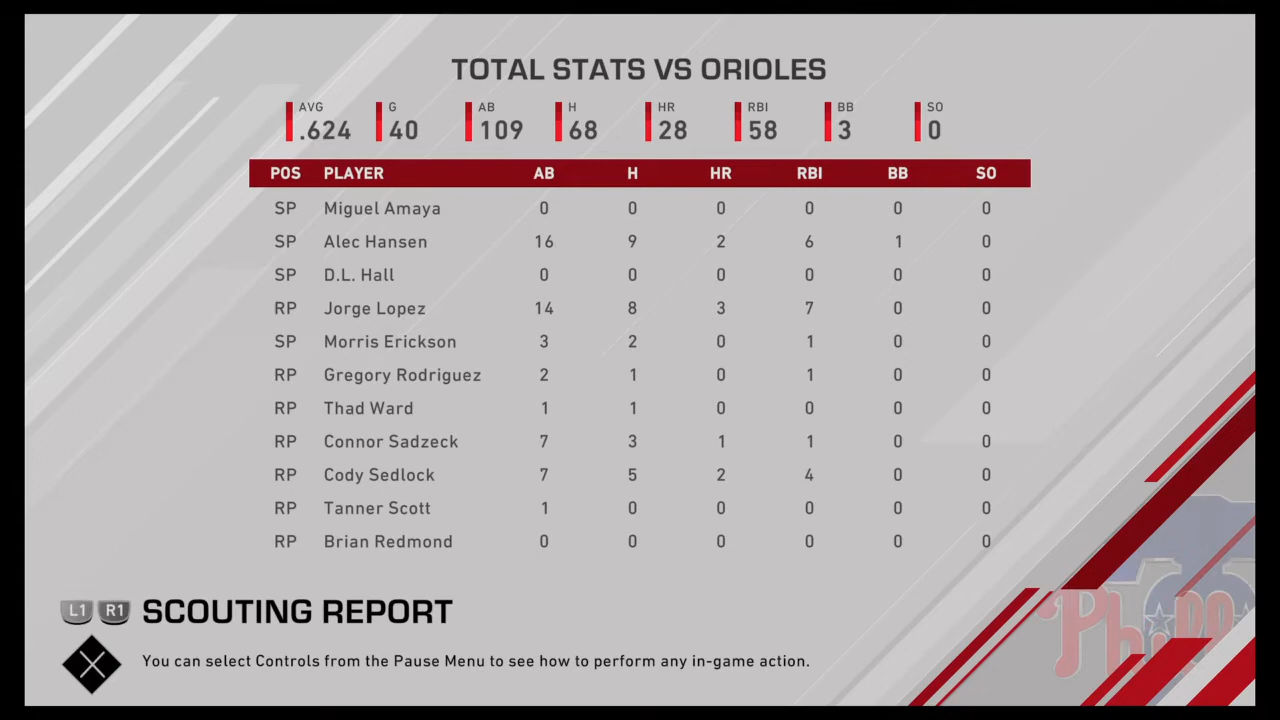 TOTAL STATS VS ORIOLES
AVG G AB H HR RBI BB SO
.624 40 109 68 28 58 3 0
POS PLAYER AB H HR RBI BB SO
SP Miguel Amaya 0 0 0 0 0 0
SP Alec Hansen 16 9 2 6 1 0
SP D.L. Hall 0 0 0 0 0 0
RP Jorge Lopez 14 8 3 7 0 0
SP Morris Erickson 3 2 0 1 0 0
RP Gregory Rodriguez 2 1 0 1 0 0
RP Thad Ward 1 1 0 0 0 0
RP Connor Sadzeck 7 3 1 1 0 0
RP Cody Sedlock 7 5 2 4 0 0
RP Tanner Scott 1 0 0 0 0 0
RP Brian Redmond 0 0 0 0 0 0
L1 R1 SCOUTING REPORT
You can select Controls from the Pause Menu to see how to perform any in-game action.